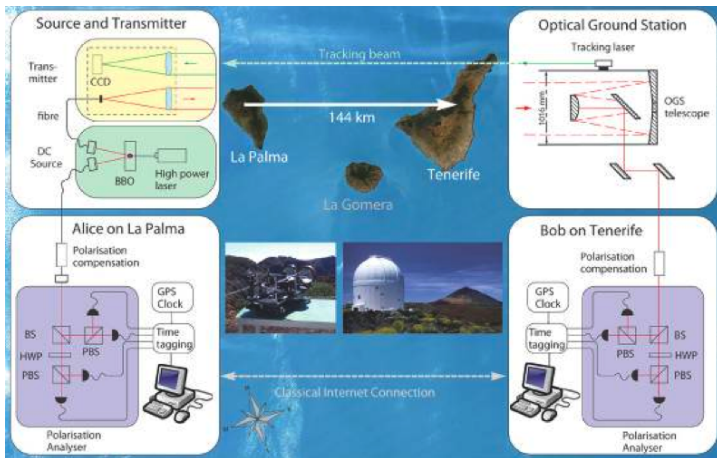 Source and Transmitter
Trans-
mitter
CCD
fibre
DC
Source
BBO
High power
laser
Tracking beam
144 km
La Palma
Tenerife
La Gomera
Optical Ground Station
Tracking laser
1016 mm
OGS
telescope
Alice on La Palma
Polarisation
compensation
GPS
Clock
Time
tagging
BS
PBS
HWP
PBS
Polarisation
Analyser
Classical Internet Connection
Bob on Tenerife
Polarisation
compensation
GPS
Clock
Time
tagging
BS
PBS
HWP
PBS
Polarisation
Analyser